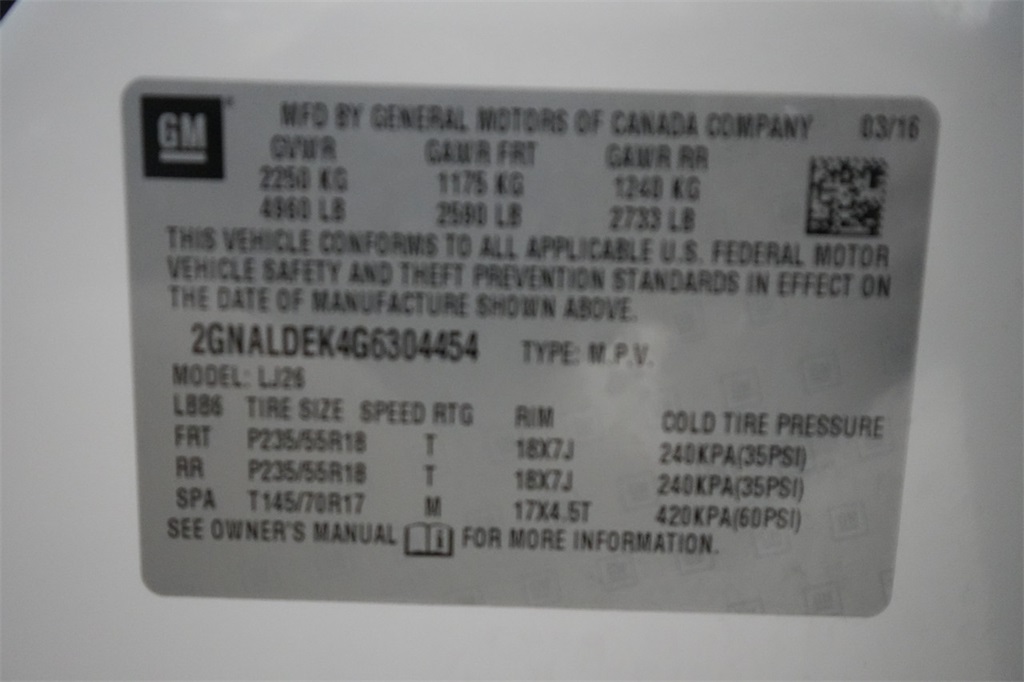 GM MFD BY GENERAL MOTORS OF CANADA COMPANY 03/16
GVWR GAWR FRT GAWR RR
2250 KG 1175 KG 1240 KG
4960 LB 2590 LB 2733 LB
THIS VEHICLE CONFORMS TO ALL APPLICABLE U.S. FEDERAL MOTOR
VEHICLE SAFETY AND THEFT PREVENTION STANDARDS IN EFFECT ON
THE DATE OF MANUFACTURE SHOWN ABOVE.
2GNALDEK4G6304454 TYPE: M.P.V.
MODEL: LJ26
L886 TIRE SIZE SPEED RTG RIM COLD TIRE PRESSURE
FRT P235/55R18 T 18X7J 240KPA(35PSI)
RR P235/55R18 T 18X7J 240KPA(35PSI)
SPA T145/70R17 M 17X4.5T 420KPA(60PSI)
SEE OWNER'S MANUAL i FOR MORE INFORMATION.